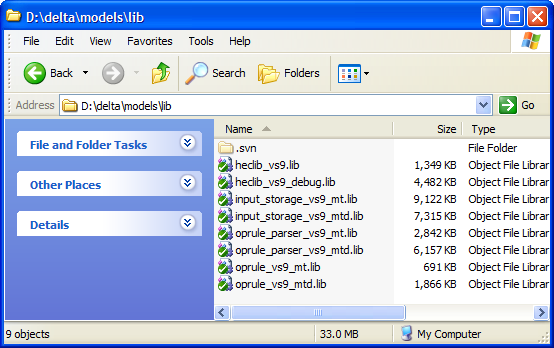 D:\delta\models\lib
File Edit View Favorites Tools Help
Back Search Folders
Address D:\delta\models\lib Go
File and Folder Tasks
Other Places
Details
Name Size Type
.svn File Folder
heclib_vs9.lib 1,349 KB Object File Librar
heclib_vs9_debug.lib 4,482 KB Object File Librar
input_storage_vs9_mt.lib 9,122 KB Object File Librar
input_storage_vs9_mtd.lib 7,315 KB Object File Librar
oprule_parser_vs9_mt.lib 2,842 KB Object File Librar
oprule_parser_vs9_mtd.lib 6,157 KB Object File Librar
oprule_vs9_mt.lib 691 KB Object File Librar
oprule_vs9_mtd.lib 1,866 KB Object File Librar
9 objects 33.0 MB My Computer